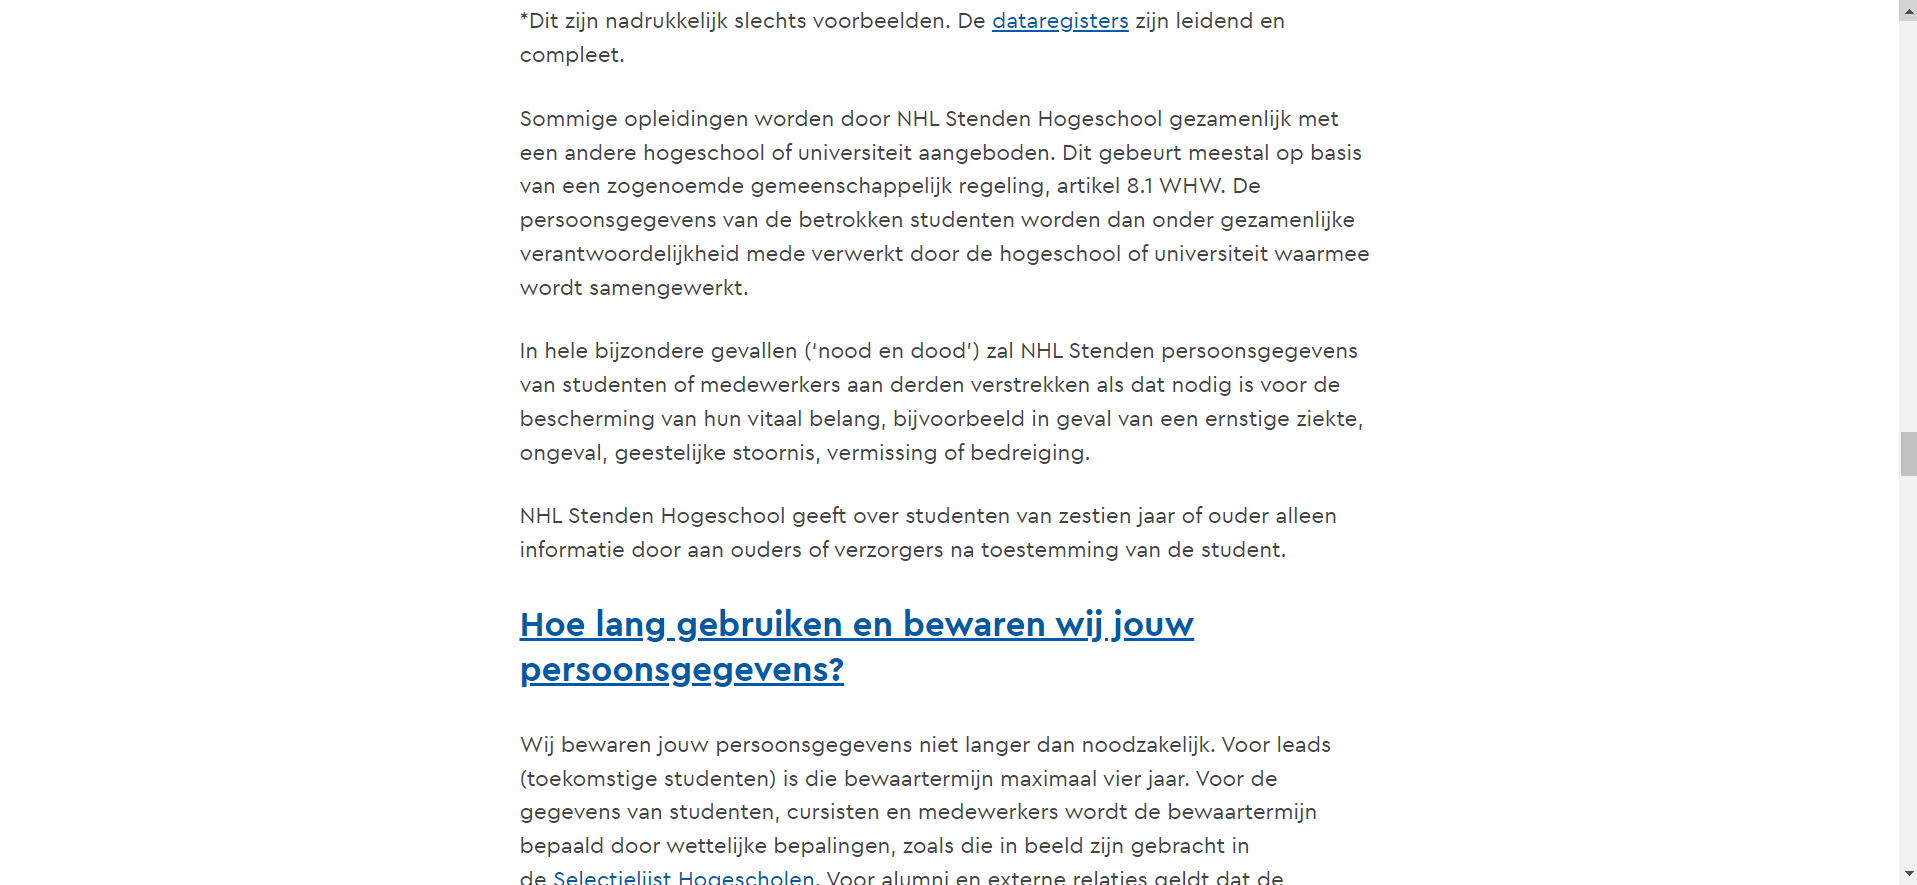 *Dit zijn nadrukkelijk slechts voorbeelden. De dataregisters zijn leidend en
compleet.
Sommige opleidingen worden door NHL Stenden Hogeschool gezamenlijk met
een andere hogeschool of universiteit aangeboden. Dit gebeurt meestal op basis
van een zogenoemde gemeenschappelijk regeling, artikel 8.1 WHW. De
persoonsgegevens van de betrokken studenten worden dan onder gezamenlijke
verantwoordelijkheid mede verwerkt door de hogeschool of universiteit waarmee
wordt samengewerkt.
In hele bijzondere gevallen (‘nood en dood’) zal NHL Stenden persoonsgegevens
van studenten of medewerkers aan derden verstrekken als dat nodig is voor de
bescherming van hun vitaal belang, bijvoorbeeld in geval van een ernstige ziekte,
ongeval, geestelijke stoornis, vermissing of bedreiging.
NHL Stenden Hogeschool geeft over studenten van zestien jaar of ouder alleen
informatie door aan ouders of verzorgers na toestemming van de student.
Hoe lang gebruiken en bewaren wij jouw
persoonsgegevens?
Wij bewaren jouw persoonsgegevens niet langer dan noodzakelijk. Voor leads
(toekomstige studenten) is die bewaartermijn maximaal vier jaar. Voor de
gegevens van studenten, cursisten en medewerkers wordt de bewaartermijn
bepaald door wettelijke bepalingen, zoals die in beeld zijn gebracht in
de Selectielijst Hogescholen. Voor alumni en externe relaties geldt dat de